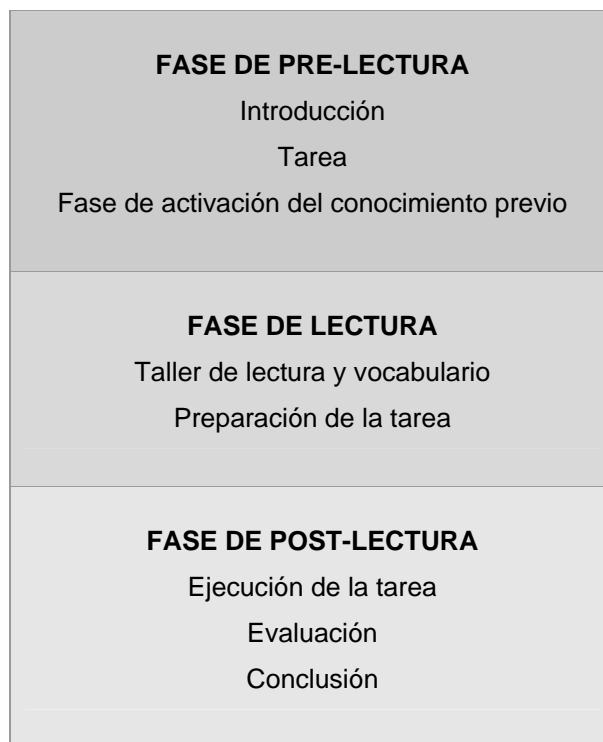 FASE DE PRE-LECTURA
Introducción
Tarea
Fase de activación del conocimiento previo
FASE DE LECTURA
Taller de lectura y vocabulario
Preparación de la tarea
FASE DE POST-LECTURA
Ejecución de la tarea
Evaluación
Conclusión